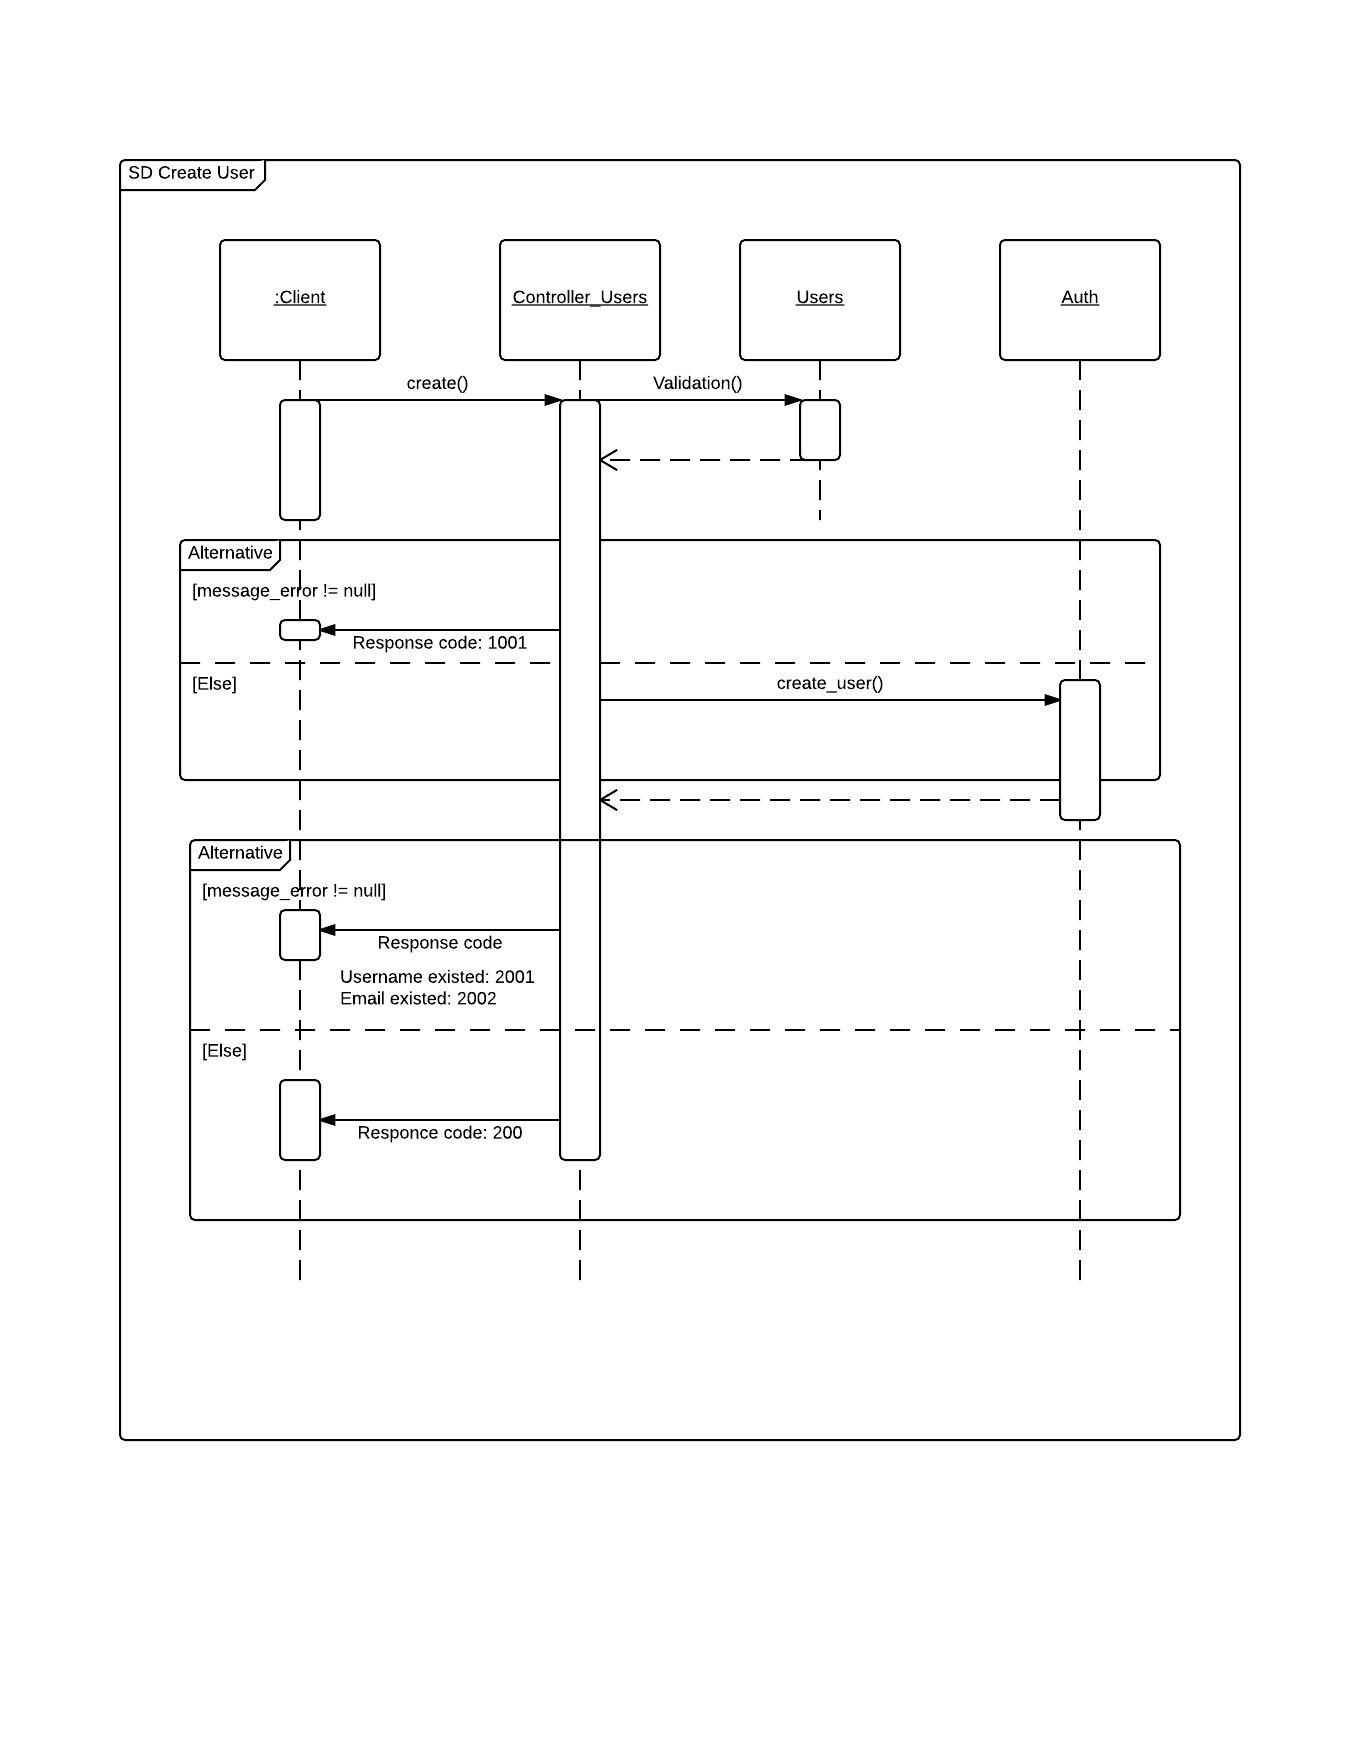 SD Create User
:Client
Controller_Users
Users
Auth
create()
Validation()
Alternative
[message_error != null]
Response code: 1001
[Else]
create_user()
Alternative
[message_error != null]
Response code
Username existed: 2001
Email existed: 2002
[Else]
Responce code: 200